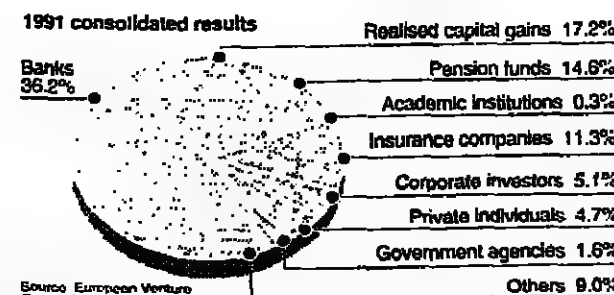 1991 consolidated results
Banks
36.2%
Realised capital gains 17.2%
Pension funds 14.6%
Academic institutions 0.3%
Insurance companies 11.3%
Corporate investors 5.1%
Private individuals 4.7%
Government agencies 1.6%
Others 9.0%
Source European Venture